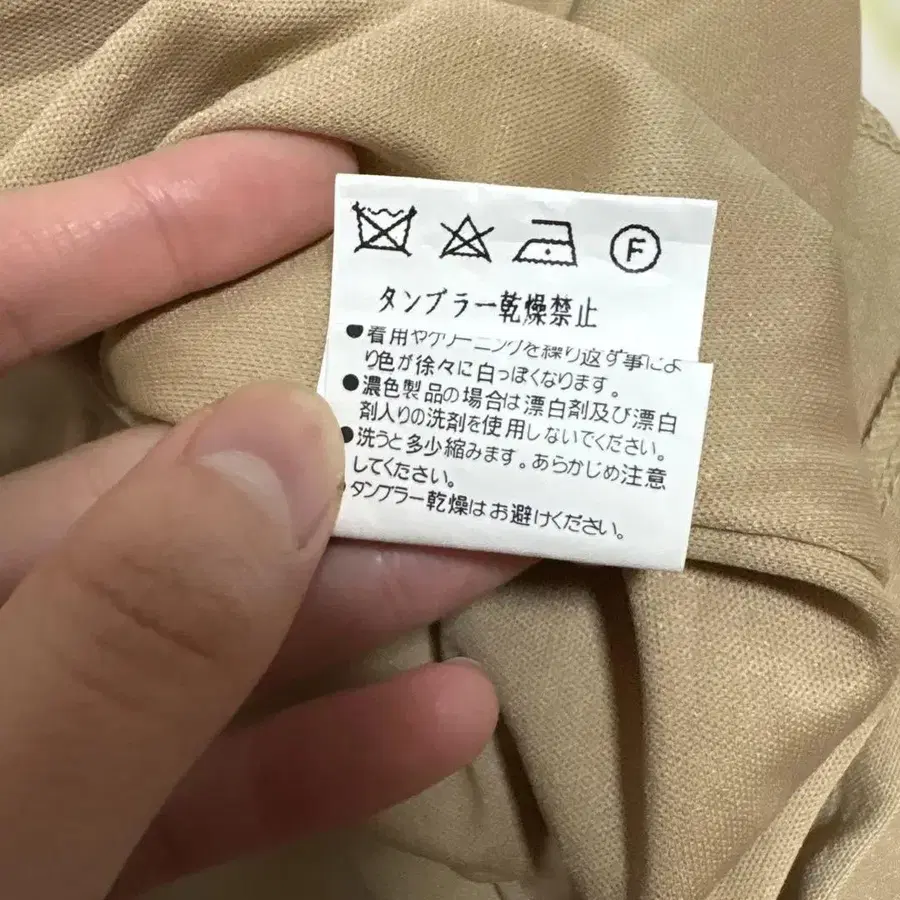 F
タンブラー乾燥禁止
●着用やクリーニングを繰り返す事によ
り色が徐々に白っぽくなります。
●濃色製品の場合は漂白剤及び漂白
剤入りの洗剤を使用しないでください。
●洗うと多少縮みます。あらかじめ注意
してください。
●タンブラー乾燥はお避けください。